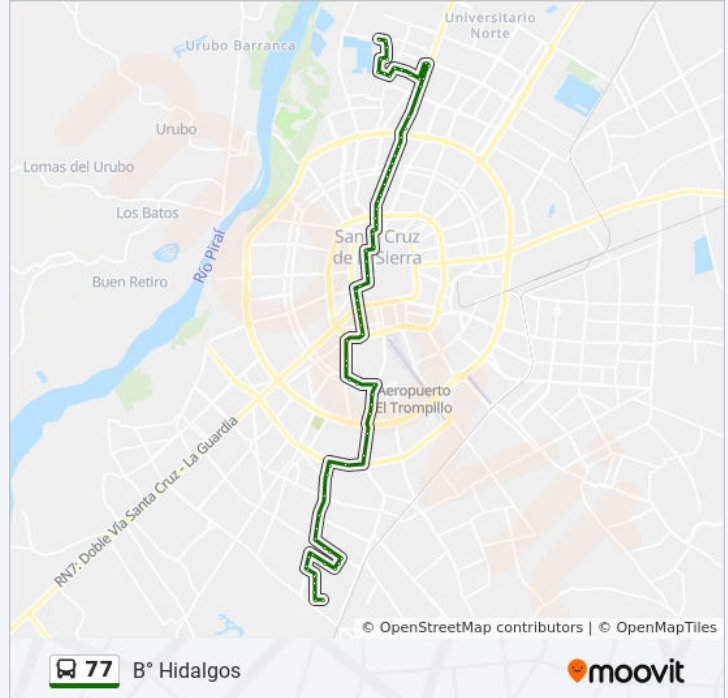 Universitario
Norte
Urubo Barranca
Urubo
Lomas del Urubo
Los Batos
Santa Cruz
de la Sierra
Río Piraí
Buen Retiro
Aeropuerto
El Trompillo
RN7: Doble Vía Santa Cruz - La Guardia
© OpenStreetMap contributors | © OpenMapTiles
77 B° Hidalgos
moovit